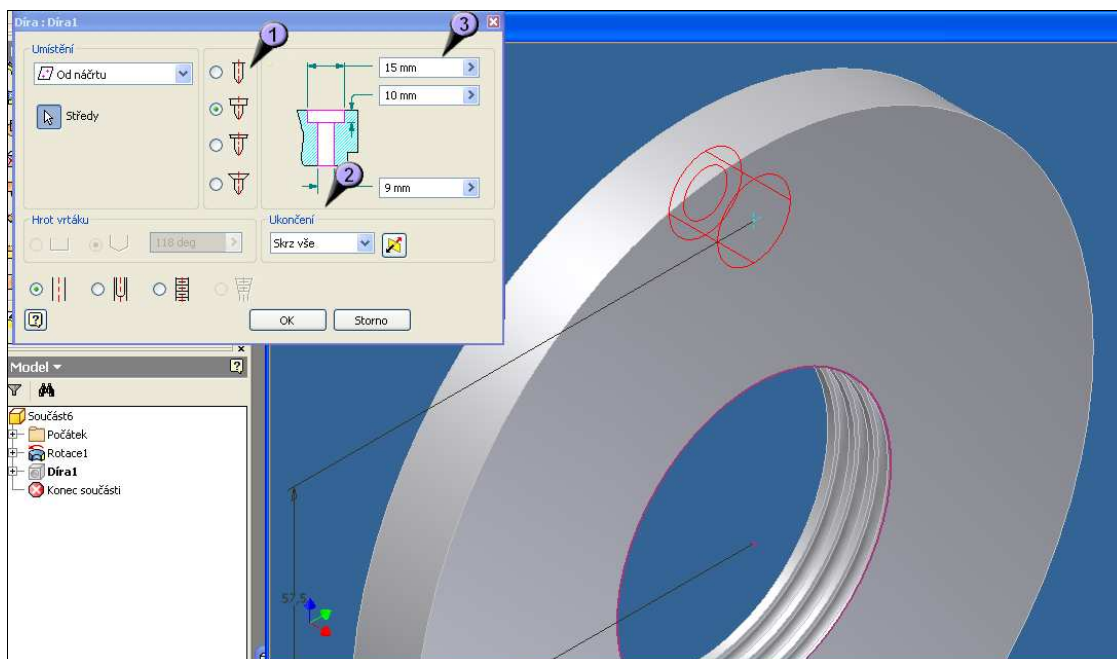 Díra : Díra1
1
3
Umístění
Od náčrtu
15 mm
10 mm
Středy
2
9 mm
Hrot vrtáku
Ukončení
118 deg
Skrz vše
OK
Storno
Model
Součást6
Počátek
Rotace1
Díra1
Konec součásti
57,5